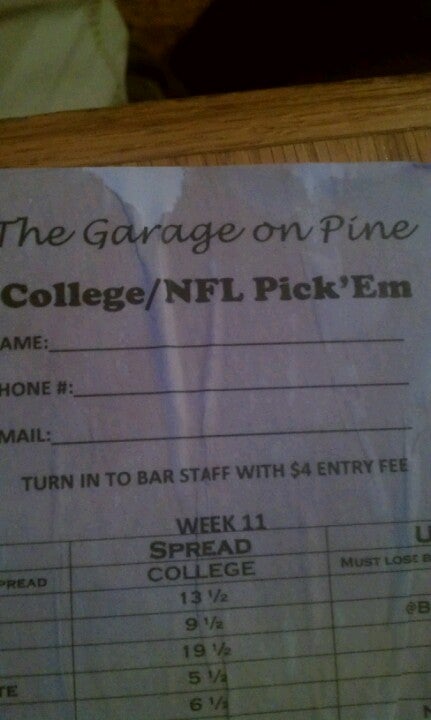 The Garage on Pine
College/NFL Pick'Em
AME:
HONE #:
MAIL:
TURN IN TO BAR STAFF WITH $4 ENTRY FEE
WEEK 11
SPREAD U
PREAD COLLEGE MUST LOSE B
13 ½
9 ½ @B
19 ½
TE 5 ½
6 ½